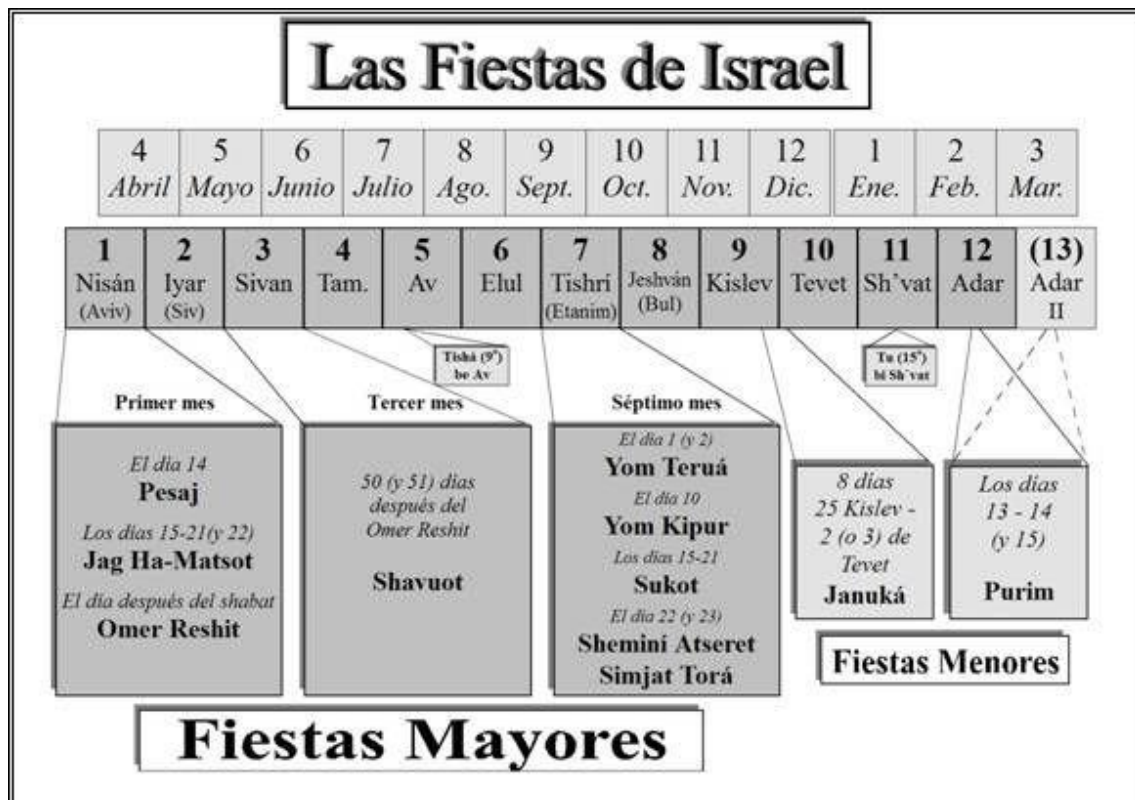 Las Fiestas de Israel
4 5 6 7 8 9 10 11 12 1 2 3
Abril Mayo Junio Julio Ago. Sept. Oct. Nov. Dic. Ene. Feb. Mar.
1 2 3 4 5 6 7 8 9 10 11 12 (13)
Nisán Iyar Sivan Tam. Av Elul Tishrí Jeshván Kislev Tevet Sh'vat Adar Adar
(Aviv) (Siv) (Etanim) (Bul) II
Tishá (9º)
be Av
Tu (15º)
bi Sh'vat
Primer mes
El día 14
Pesaj
Los días 15-21(y 22)
Jag Ha-Matsot
El día después del shabat
Omer Reshit
Tercer mes
50 (y 51) días
después del
Omer Reshit
Shavuot
Séptimo mes
El día 1 (y 2)
Yom Teruá
El día 10
Yom Kipur
Los días 15-21
Sukot
El día 22 (y 23)
Sheminí Atseret
Simjat Torá
8 días
25 Kislev -
2 (o 3) de
Tevet
Januká
Los días
13 - 14
(y 15)
Purim
Fiestas Menores
Fiestas Mayores